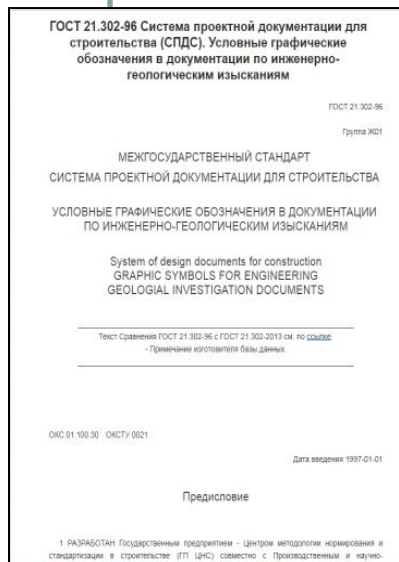 ГОСТ 21.302-96 Система проектной документации для
строительства (СПДС). Условные графические
обозначения в документации по инженерно-
геологическим изысканиям
ГОСТ 21.302-96
Группа Ж01
МЕЖГОСУДАРСТВЕННЫЙ СТАНДАРТ
СИСТЕМА ПРОЕКТНОЙ ДОКУМЕНТАЦИИ ДЛЯ СТРОИТЕЛЬСТВА
УСЛОВНЫЕ ГРАФИЧЕСКИЕ ОБОЗНАЧЕНИЯ В ДОКУМЕНТАЦИИ
ПО ИНЖЕНЕРНО-ГЕОЛОГИЧЕСКИМ ИЗЫСКАНИЯМ
System of design documents for construction
GRAPHIC SYMBOLS FOR ENGINEERING
GEOLOGIAL INVESTIGATION DOCUMENTS
Текст Сравнения ГОСТ 21.302-96 с ГОСТ 21.302-2013 см. по ссылке.
- Примечание изготовителя базы данных.
ОКС 01.100.30 ОКСТУ 0021
Дата введения 1997-01-01
Предисловие
1 РАЗРАБОТАН Государственным предприятием - Центром методологии нормирования и
стандартизации в строительстве (ГП ЦНС) совместно с Производственным и научно-